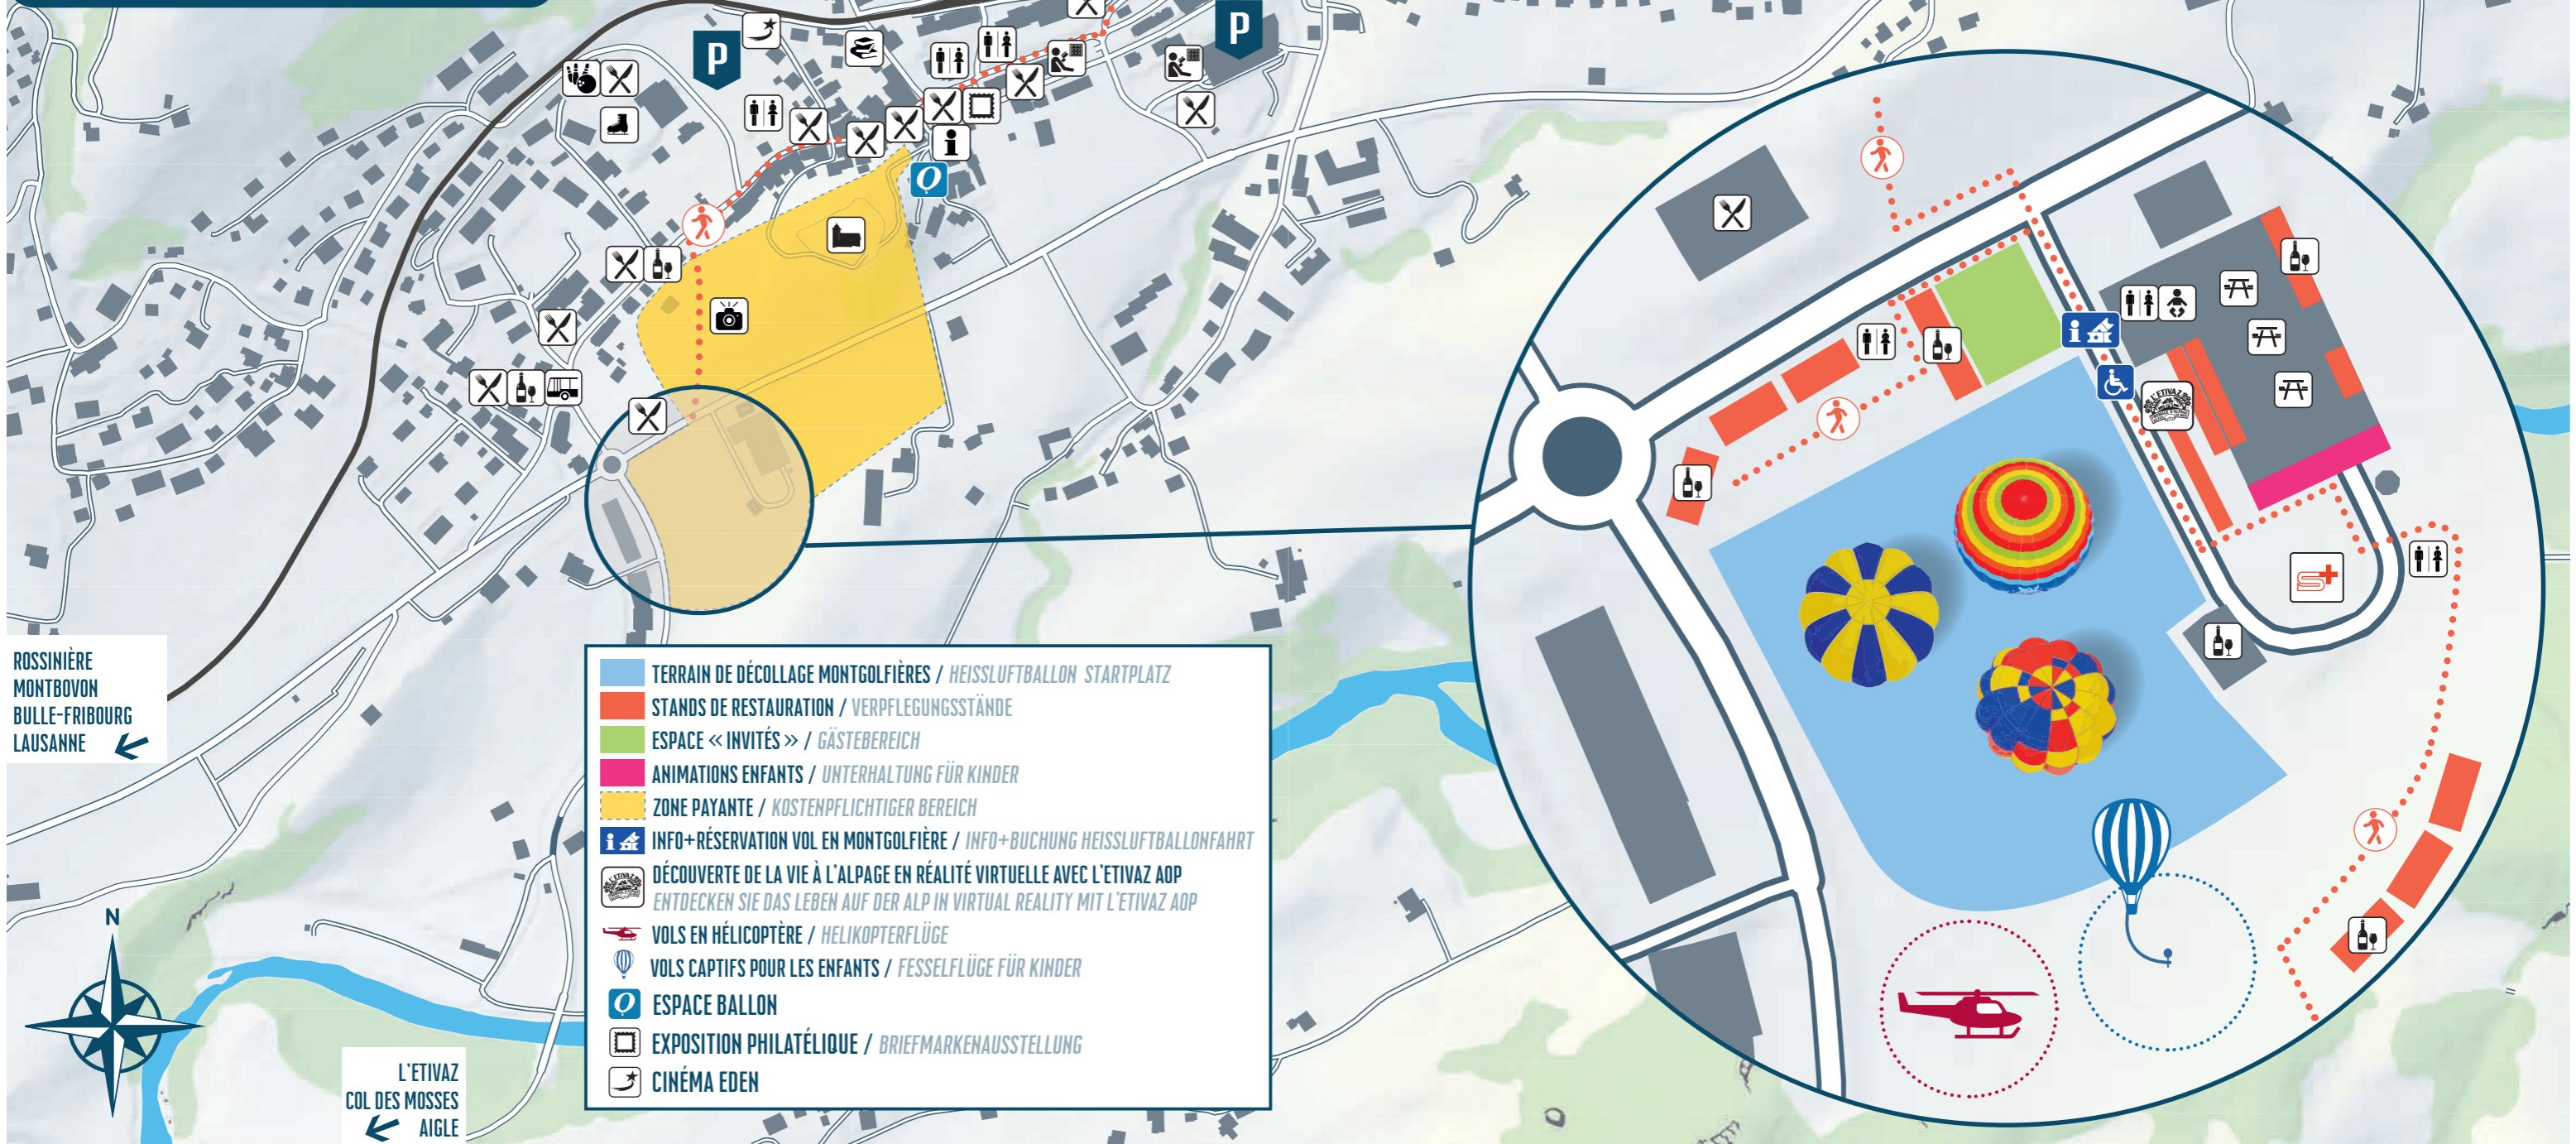 P
P
i
Q
i
L'ETIVAZ
S+
ROSSINIÈRE
MONTBOVON
BULLE-FRIBOURG
LAUSANNE
TERRAIN DE DÉCOLLAGE MONTGOLFIÈRES / HEISSLUFTBALLON STARTPLATZ
STANDS DE RESTAURATION / VERPFLEGUNGSSTÄNDE
ESPACE « INVITÉS » / GÄSTEBEREICH
ANIMATIONS ENFANTS / UNTERHALTUNG FÜR KINDER
ZONE PAYANTE / KOSTENPFLICHTIGER BEREICH
i INFO+RÉSERVATION VOL EN MONTGOLFIÈRE / INFO+BUCHUNG HEISSLUFTBALLONFAHRT
L'ETIVAZ
DÉCOUVERTE DE LA VIE À L'ALPAGE EN RÉALITÉ VIRTUELLE AVEC L'ETIVAZ AOP
ENTDECKEN SIE DAS LEBEN AUF DER ALP IN VIRTUAL REALITY MIT L'ETIVAZ AOP
VOLS EN HÉLICOPTÈRE / HELIKOPTERFLÜGE
VOLS CAPTIFS POUR LES ENFANTS / FESSELFLÜGE FÜR KINDER
Q ESPACE BALLON
EXPOSITION PHILATÉLIQUE / BRIEFMARKENAUSSTELLUNG
CINÉMA EDEN
N
L'ETIVAZ
COL DES MOSSES
AIGLE